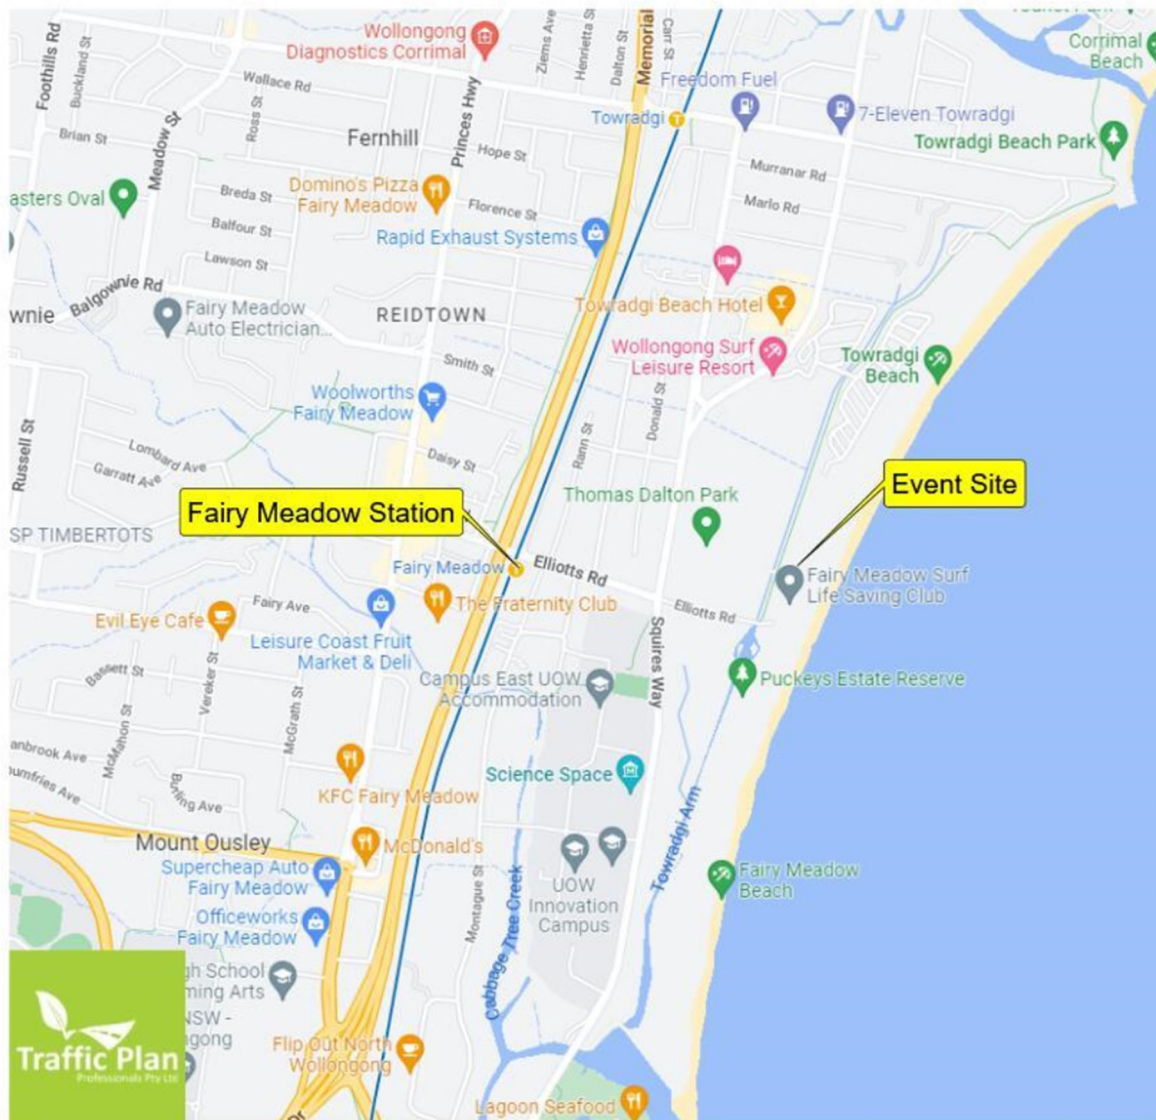 Foothills Rd
Buckland St
Wallace Rd
Ross St
Wollongong
Diagnostics Corrimal
Princes Hwy
Ziems Ave
Henrietta St
Dalton St
Memorial
Carr St
Freedom Fuel
Towradgi
7-Eleven Towradgi
Corrimal
Beach
Towradgi Beach Park
Brian St
Meadow St
Fernhill
Hope St
Murranar Rd
Marlo Rd
asters Oval
Breda St
Domino's Pizza
Fairy Meadow
Florence St
Balfour St
Rapid Exhaust Systems
Lawson St
Balgownie Rd
wnie
Fairy Meadow
Auto Electrician...
REIDTOWN
Towradgi Beach Hotel
Smith St
Wollongong Surf
Leisure Resort
Towradgi
Beach
Woolworths
Fairy Meadow
Donald St
Rann St
Russell St
Lombard Ave
Garratt Ave
Daisy St
Thomas Dalton Park
Event Site
Fairy Meadow Station
SP TIMBERTOTS
Fairy Meadow
Elliotts Rd
Fairy Meadow Surf
Life Saving Club
The Fraternity Club
Elliotts Rd
Fairy Ave
Evil Eye Cafe
Leisure Coast Fruit
Market & Deli
Squires Way
Bassett St
Vereker St
Campus East UOW
Accommodation
Puckeys Estate Reserve
McMahon St
McGrath St
anbrook Ave
umfries Ave
Burling Ave
KFC Fairy Meadow
Science Space
Towradgi Arm
Mount Ousley
McDonald's
Supercheap Auto
Fairy Meadow
Montague St
Cabbage Tree Creek
UOW
Innovation
Campus
Fairy Meadow
Beach
Officeworks
Fairy Meadow
gh School
ming Arts
NSW -
ngong
Flip Out North
Wollongong
Lagoon Seafood
Traffic Plan
Professionals Pty Ltd